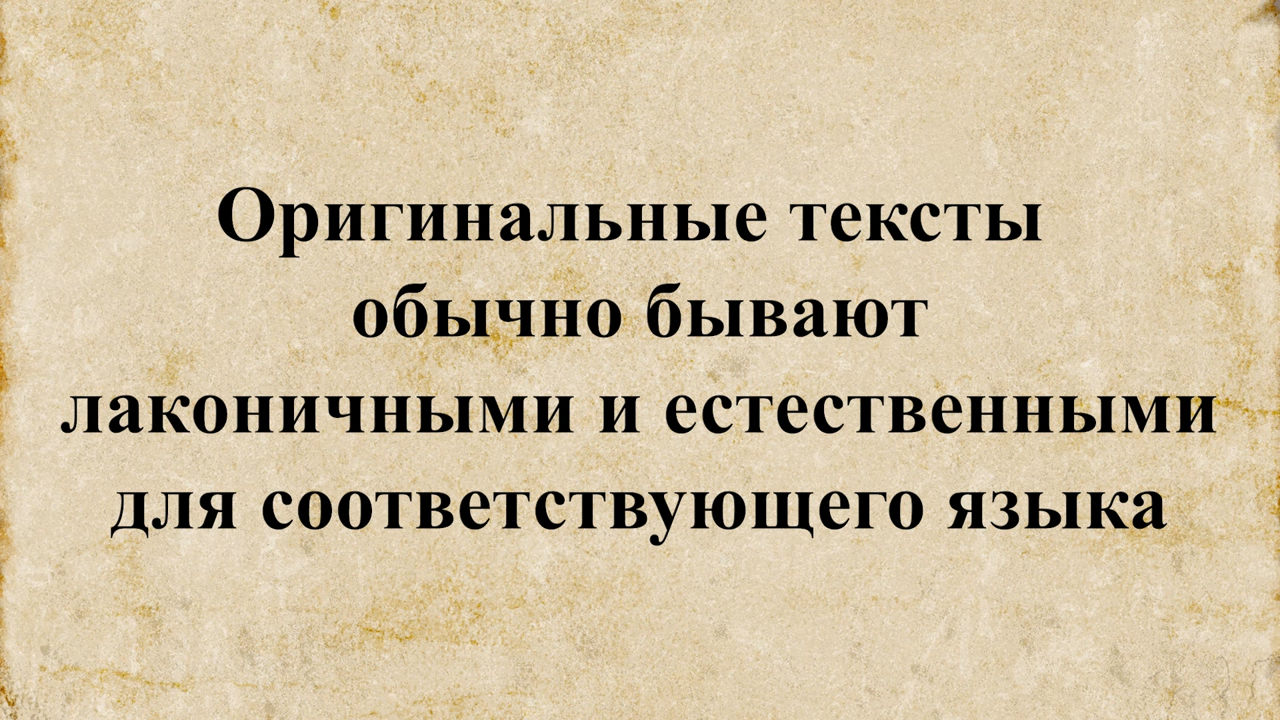 Оригинальные тексты
обычно бывают
лаконичными и естественными
для соответствующего языка